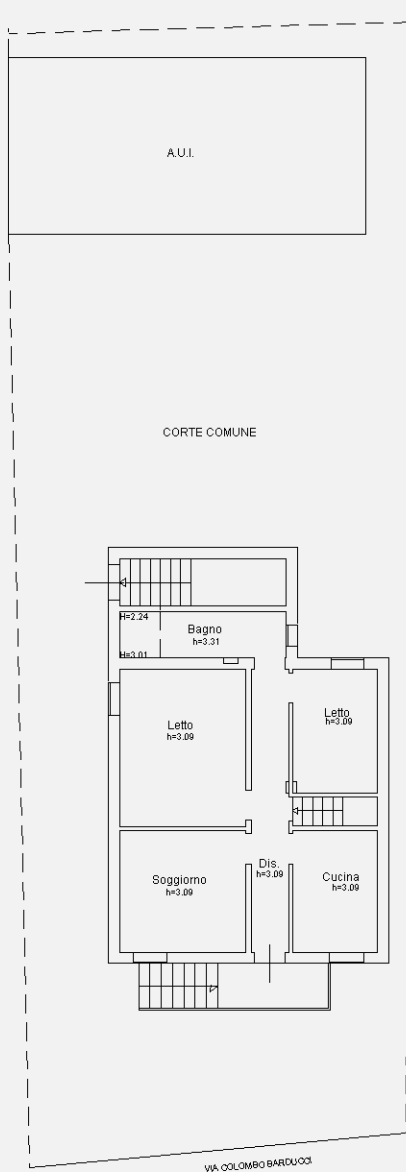 A.U.I.
CORTE COMUNE
H=2.24
Bagno
h=3.31
H=3.01
Letto
h=3.09
Letto
h=3.09
Soggiorno
h=3.09
Dis.
h=3.09
Cucina
h=3.09
VIA COLOMBO BARDUCCI